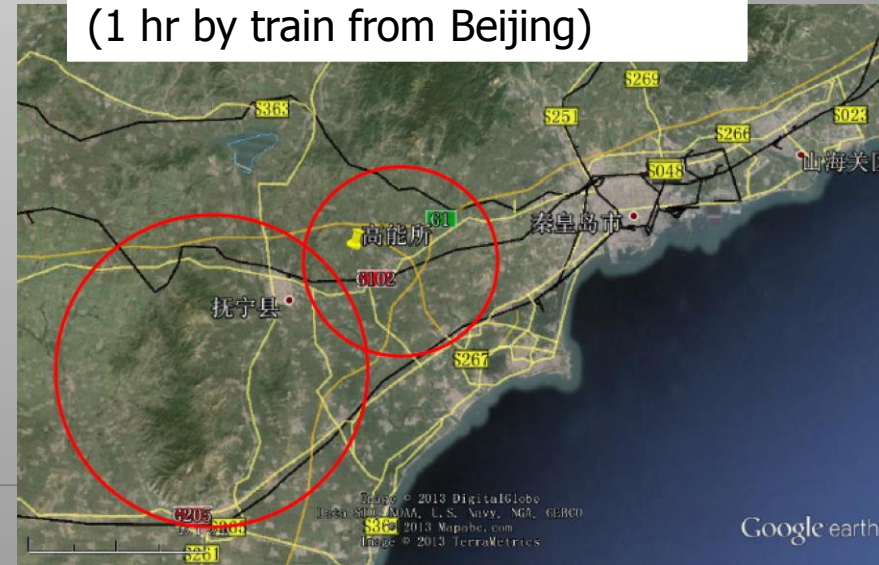 (1 hr by train from Beijing)
S269
S363
S251
S023
S266
S048
山海关区
G1
秦皇岛市
高能所
G102
抚宁县
S267
Image © 2013 DigitalGlobe
Data SIO, NOAA, U.S. Navy, NGA, GEBCO
G205
S363
© 2013 Mapabc.com
Image © 2013 TerraMetrics
Google earth
S261